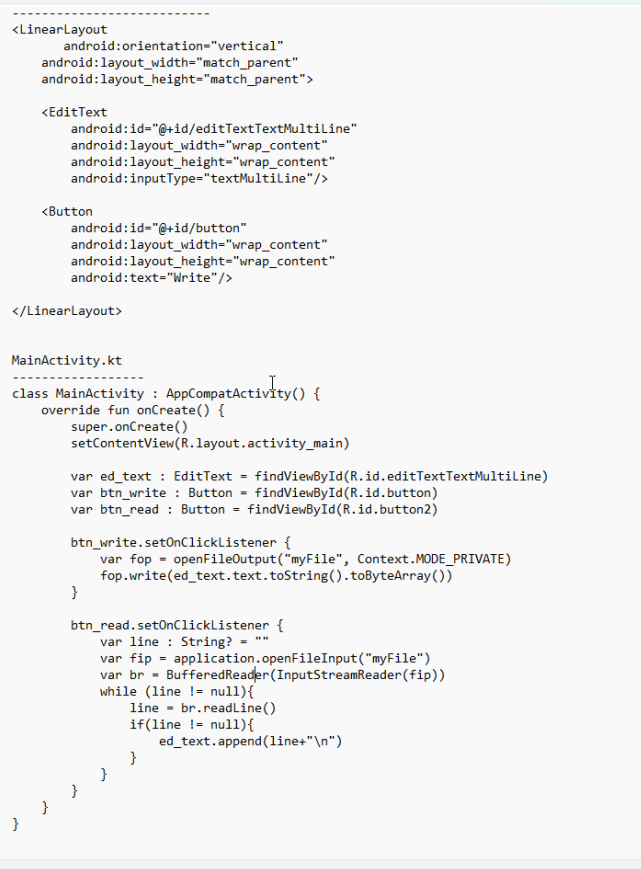 ---------------------------
<LinearLayout
       android:orientation="vertical"
    android:layout_width="match_parent"
    android:layout_height="match_parent">

    <EditText
        android:id="@+id/editTextTextMultiLine"
        android:layout_width="wrap_content"
        android:layout_height="wrap_content"
        android:inputType="textMultiLine"/>

    <Button
        android:id="@+id/button"
        android:layout_width="wrap_content"
        android:layout_height="wrap_content"
        android:text="Write"/>

</LinearLayout>


MainActivity.kt
------------------
class MainActivity : AppCompatActivity() {
    override fun onCreate() {
        super.onCreate()
        setContentView(R.layout.activity_main)

        var ed_text : EditText = findViewById(R.id.editTextTextMultiLine)
        var btn_write : Button = findViewById(R.id.button)
        var btn_read : Button = findViewById(R.id.button2)

        btn_write.setOnClickListener {
            var fop = openFileOutput("myFile", Context.MODE_PRIVATE)
            fop.write(ed_text.text.toString().toByteArray())
        }

        btn_read.setOnClickListener {
            var line : String? = ""
            var fip = application.openFileInput("myFile")
            var br = BufferedReader(InputStreamReader(fip))
            while (line != null){
                line = br.readLine()
                if(line != null){
                    ed_text.append(line+"\n")
                }
            }
        }
    }
}